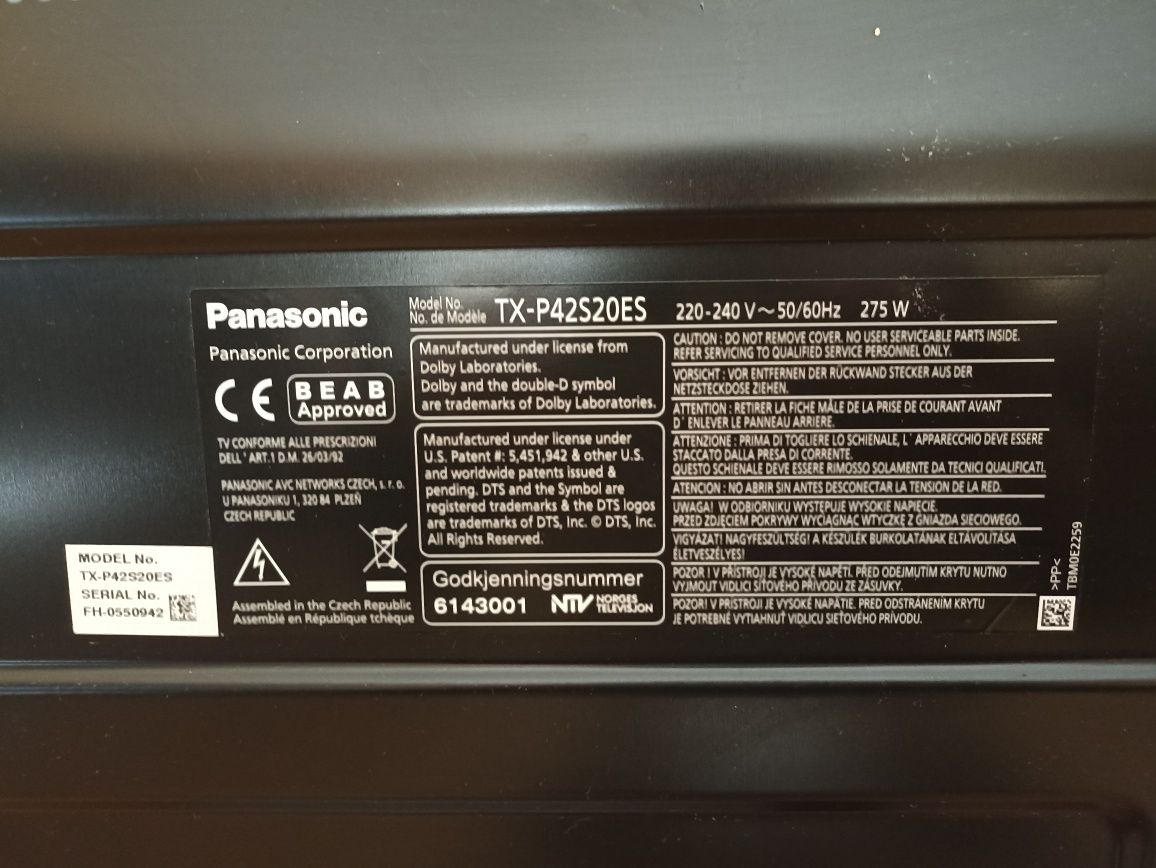 Panasonic
Panasonic Corporation
CE
BEAB
Approved
TV CONFORME ALLE PRESCRIZIONI
DELL' ART.1 D.M. 26/03/92
PANASONIC AVC NETWORKS CZECH, s. r. o.
U PANASONIKU 1, 320 84 PLZEŇ
CZECH REPUBLIC
Assembled in the Czech Republic
Assemblé en République tchèque
MODEL No.
TX-P42S20ES
SERIAL No.
FH-0550942
Model No.
No. de Modèle
TX-P42S20ES
220-240 V~50/60Hz 275 W
Manufactured under license from
Dolby Laboratories.
Dolby and the double-D symbol
are trademarks of Dolby Laboratories.
Manufactured under license under
U.S. Patent #: 5,451,942 & other U.S.
and worldwide patents issued &
pending. DTS and the Symbol are
registered trademarks & the DTS logos
are trademarks of DTS, Inc. © DTS, Inc.
All Rights Reserved.
Godkjenningsnummer
6143001
NTV NORGES
TELEVISJON
CAUTION : DO NOT REMOVE COVER. NO USER SERVICEABLE PARTS INSIDE.
REFER SERVICING TO QUALIFIED SERVICE PERSONNEL ONLY.
VORSICHT : VOR ENTFERNEN DER RÜCKWAND STECKER AUS DER
NETZSTECKDOSE ZIEHEN.
ATTENTION : RETIRER LA FICHE MÂLE DE LA PRISE DE COURANT AVANT
D' ENLEVER LE PANNEAU ARRIERE.
ATTENZIONE : PRIMA DI TOGLIERE LO SCHIENALE, L' APPARECCHIO DEVE ESSERE
STACCATO DALLA PRESA DI CORRENTE.
QUESTO SCHIENALE DEVE ESSERE RIMOSSO SOLAMENTE DA TECNICI QUALIFICATI.
ATENCION : NO ABRIR SIN ANTES DESCONECTAR LA TENSION DE LA RED.
UWAGA! W ODBIORNIKU WYSTĘPUJE WYSOKIE NAPIĘCIE.
PRZED ZDJĘCIEM POKRYWY WYCIĄGNĄĆ WTYCZKĘ Z GNIAZDA SIECIOWEGO.
VIGYÁZAT! NAGYFESZÜLTSÉG! A KÉSZÜLÉK BURKOLATÁNAK ELTÁVOLÍTÁSA
ÉLETVESZÉLYES!
POZOR ! V PŘÍSTROJI JE VYSOKÉ NAPĚTÍ. PŘED ODEJMUTÍM KRYTU NUTNO
VYJMOUT VIDLICI SÍŤOVÉHO PŘÍVODU ZE ZÁSUVKY.
POZOR! V PRÍSTROJI JE VYSOKÉ NAPÄTIE. PRED ODSTRÁNENÍM KRYTU
JE POTREBNÉ VYTIAHNUŤ VIDLICU SIEŤOVÉHO PRÍVODU.
>PP<
TBM0E2259